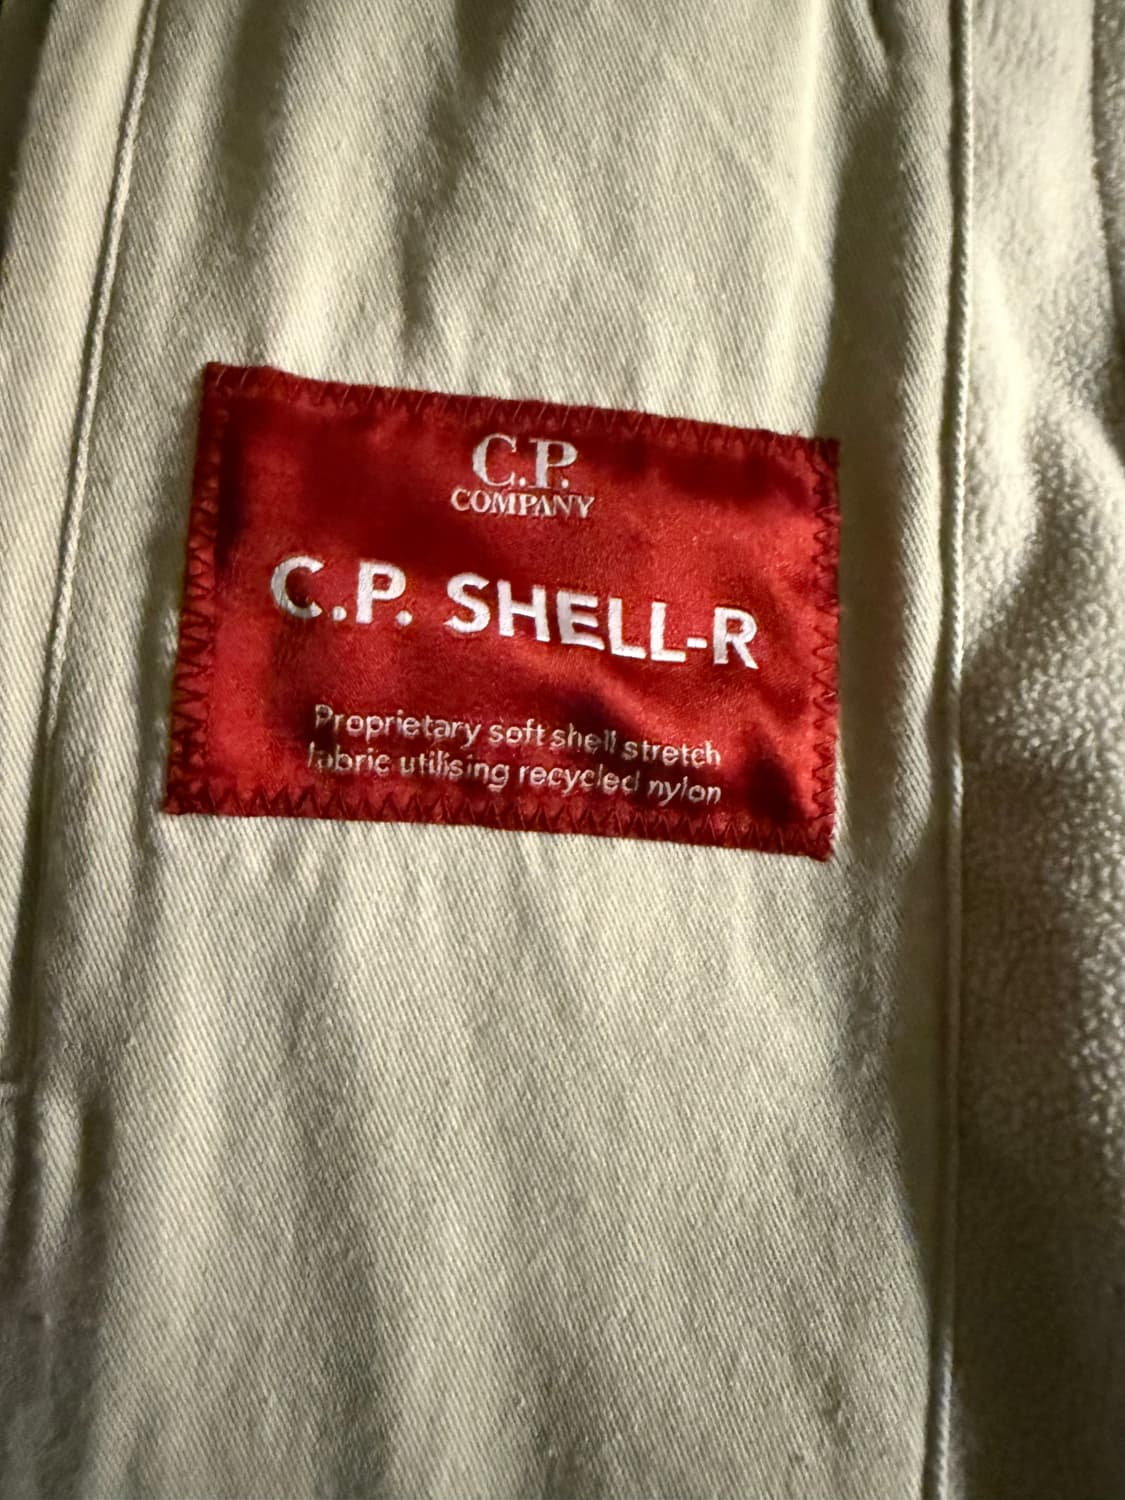 C.P.
COMPANY
C.P. SHELL-R
Proprietary soft shell stretch
fabric utilising recycled nylon